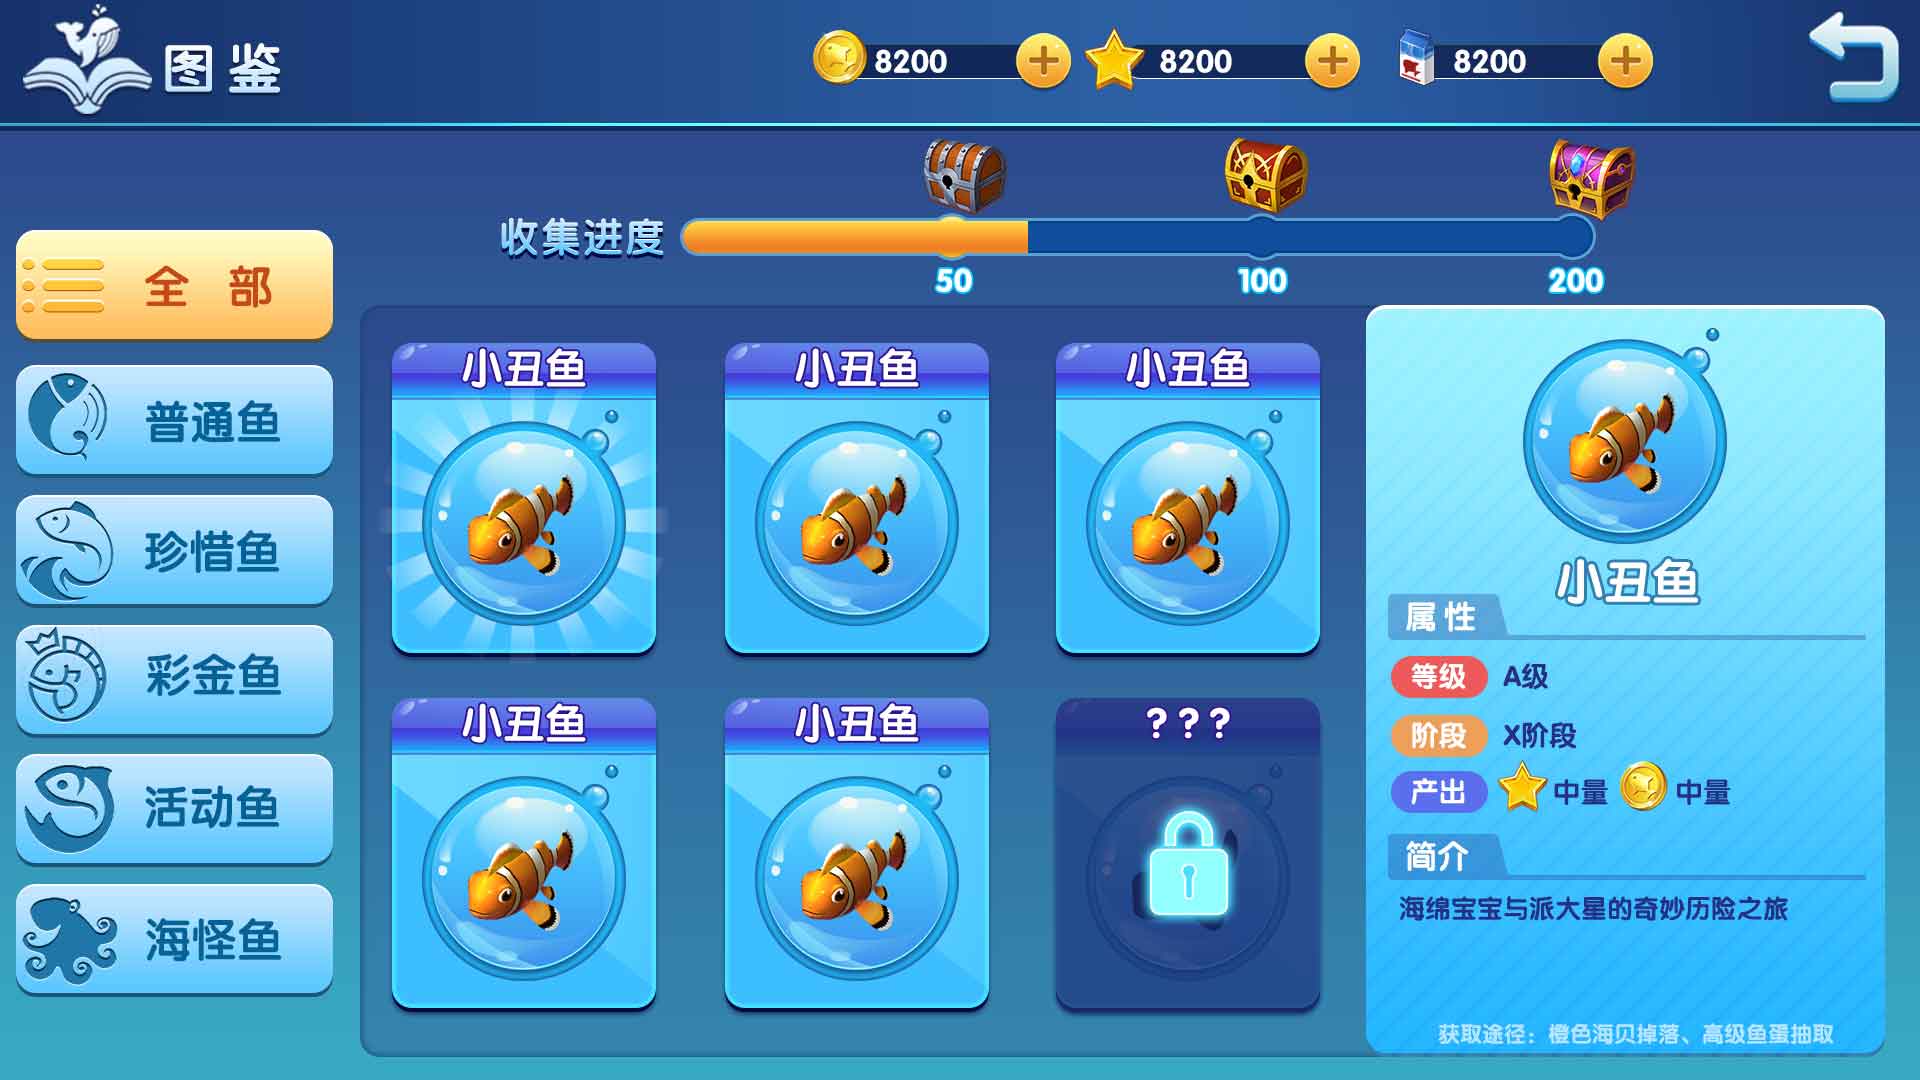 图鉴
8200
8200
8200
收集进度
50
100
200
全 部
普通鱼
珍惜鱼
彩金鱼
活动鱼
海怪鱼
小丑鱼
小丑鱼
小丑鱼
小丑鱼
小丑鱼
???
小丑鱼
属性
等级 A级
阶段 X阶段
产出 中量 中量
简介
海绵宝宝与派大星的奇妙历险之旅
获取途径：橙色海贝掉落、高级鱼蛋抽取